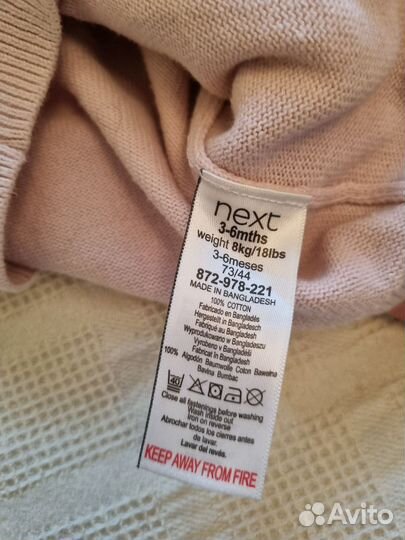 next
3-6mths
weight 8kg/18lbs
3-6meses
73/44
872-978-221
MADE IN BANGLADESH
100% COTTON
Fabricado en Bangladés
Hergestellt in Bangladesch
Fabriqué au Bangladesh
Wyprodukowano w Bangladeszu
Vyrobeno v Bangladéši
Fabricat in Bangladesh
100% Algodón Baumwolle Coton Bawełna
Bavlna Bumbac
40
Close all fastenings before washing
Wash inside out
Iron on reverse
Abrochar todos los cierres antes
de lavar.
Lavar del revés.
KEEP AWAY FROM FIRE
Avito